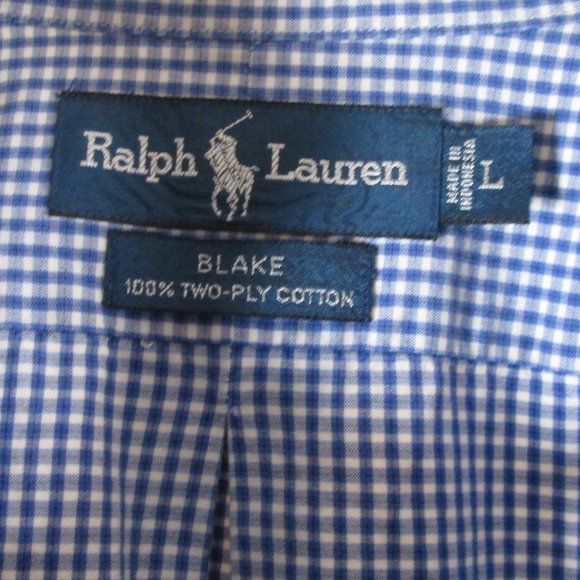 Ralph Lauren
MADE IN
INDONESIA
L
BLAKE
100% TWO-PLY COTTON